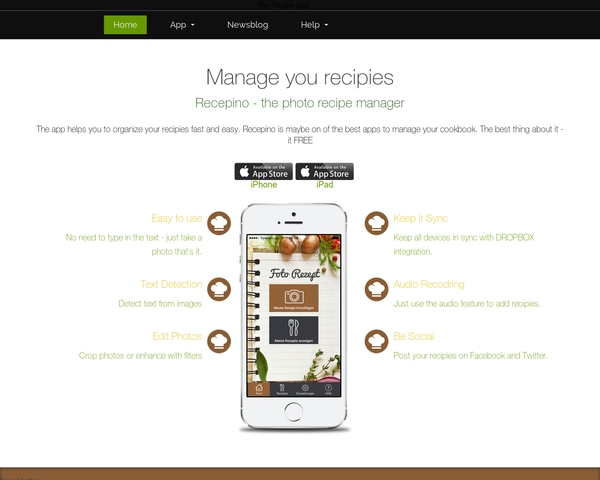 The Recipe App
Home
App
Newsblog
Help
Manage you recipies
Recepino - the photo recipe manager
The app helps you to organize your recipies fast and easy. Recepino is maybe on of the best apps to manage your cookbook. The best thing about it -
it FREE
Available on the
App Store
iPhone
Available on the
App Store
iPad
Easy to use
No need to type in the text - just take a
photo that's it.
Text Detection
Detect text from images
Edit Photos
Crop photos or enhance with filters
Foto Rezept
Neues Rezept hinzufügen
Meine Rezepte anzeigen
Start
Rezepte
Einstellungen
Hilfe
Keep it Sync
Keep all devices in sync with DROPBOX
integration.
Audio Recodring
Just use the audio feature to add recipies.
Be Social
Post your recipies on Facebook and Twitter.